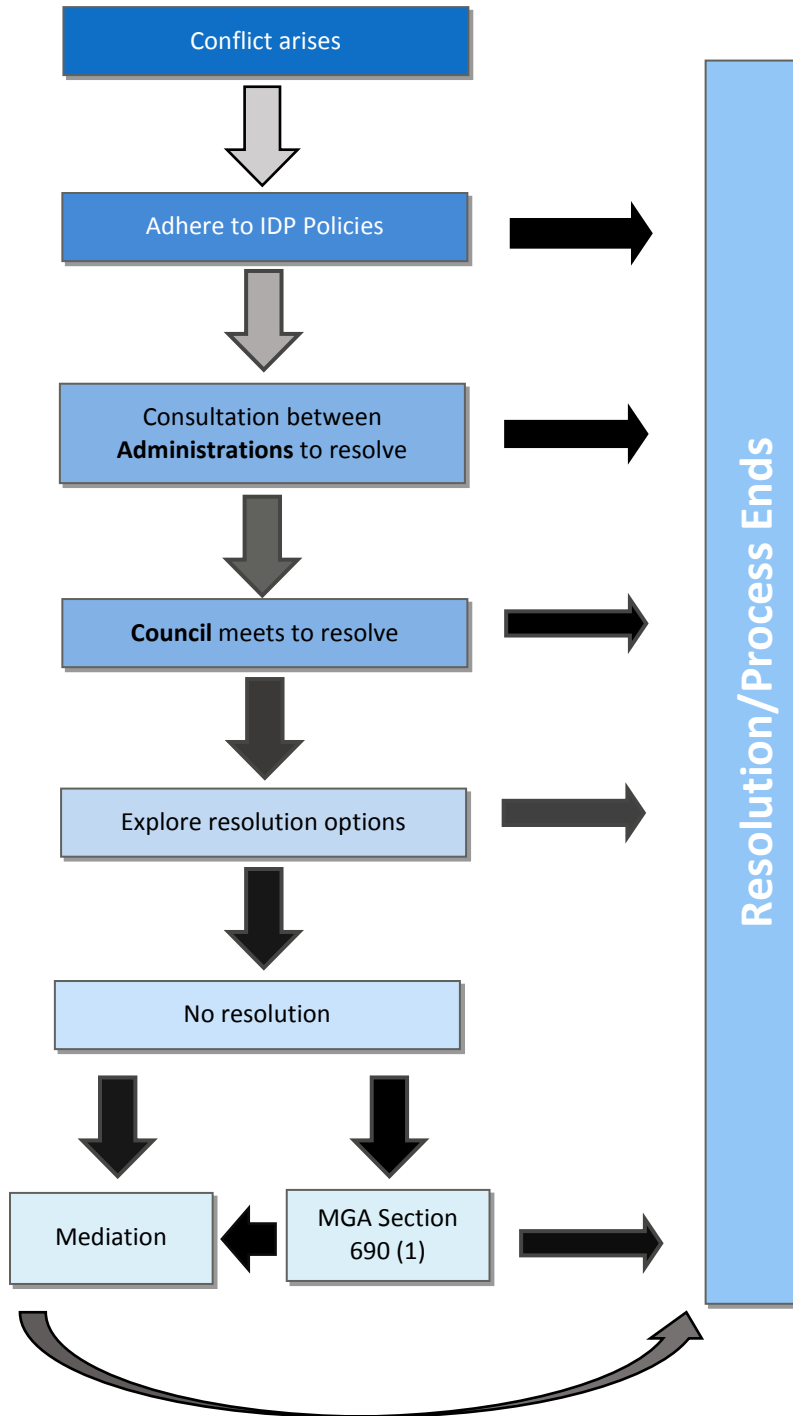 Conflict arises
Adhere to IDP Policies
Consultation between
Administrations to resolve
Council meets to resolve
Explore resolution options
No resolution
Mediation
MGA Section
690 (1)
Resolution/Process Ends